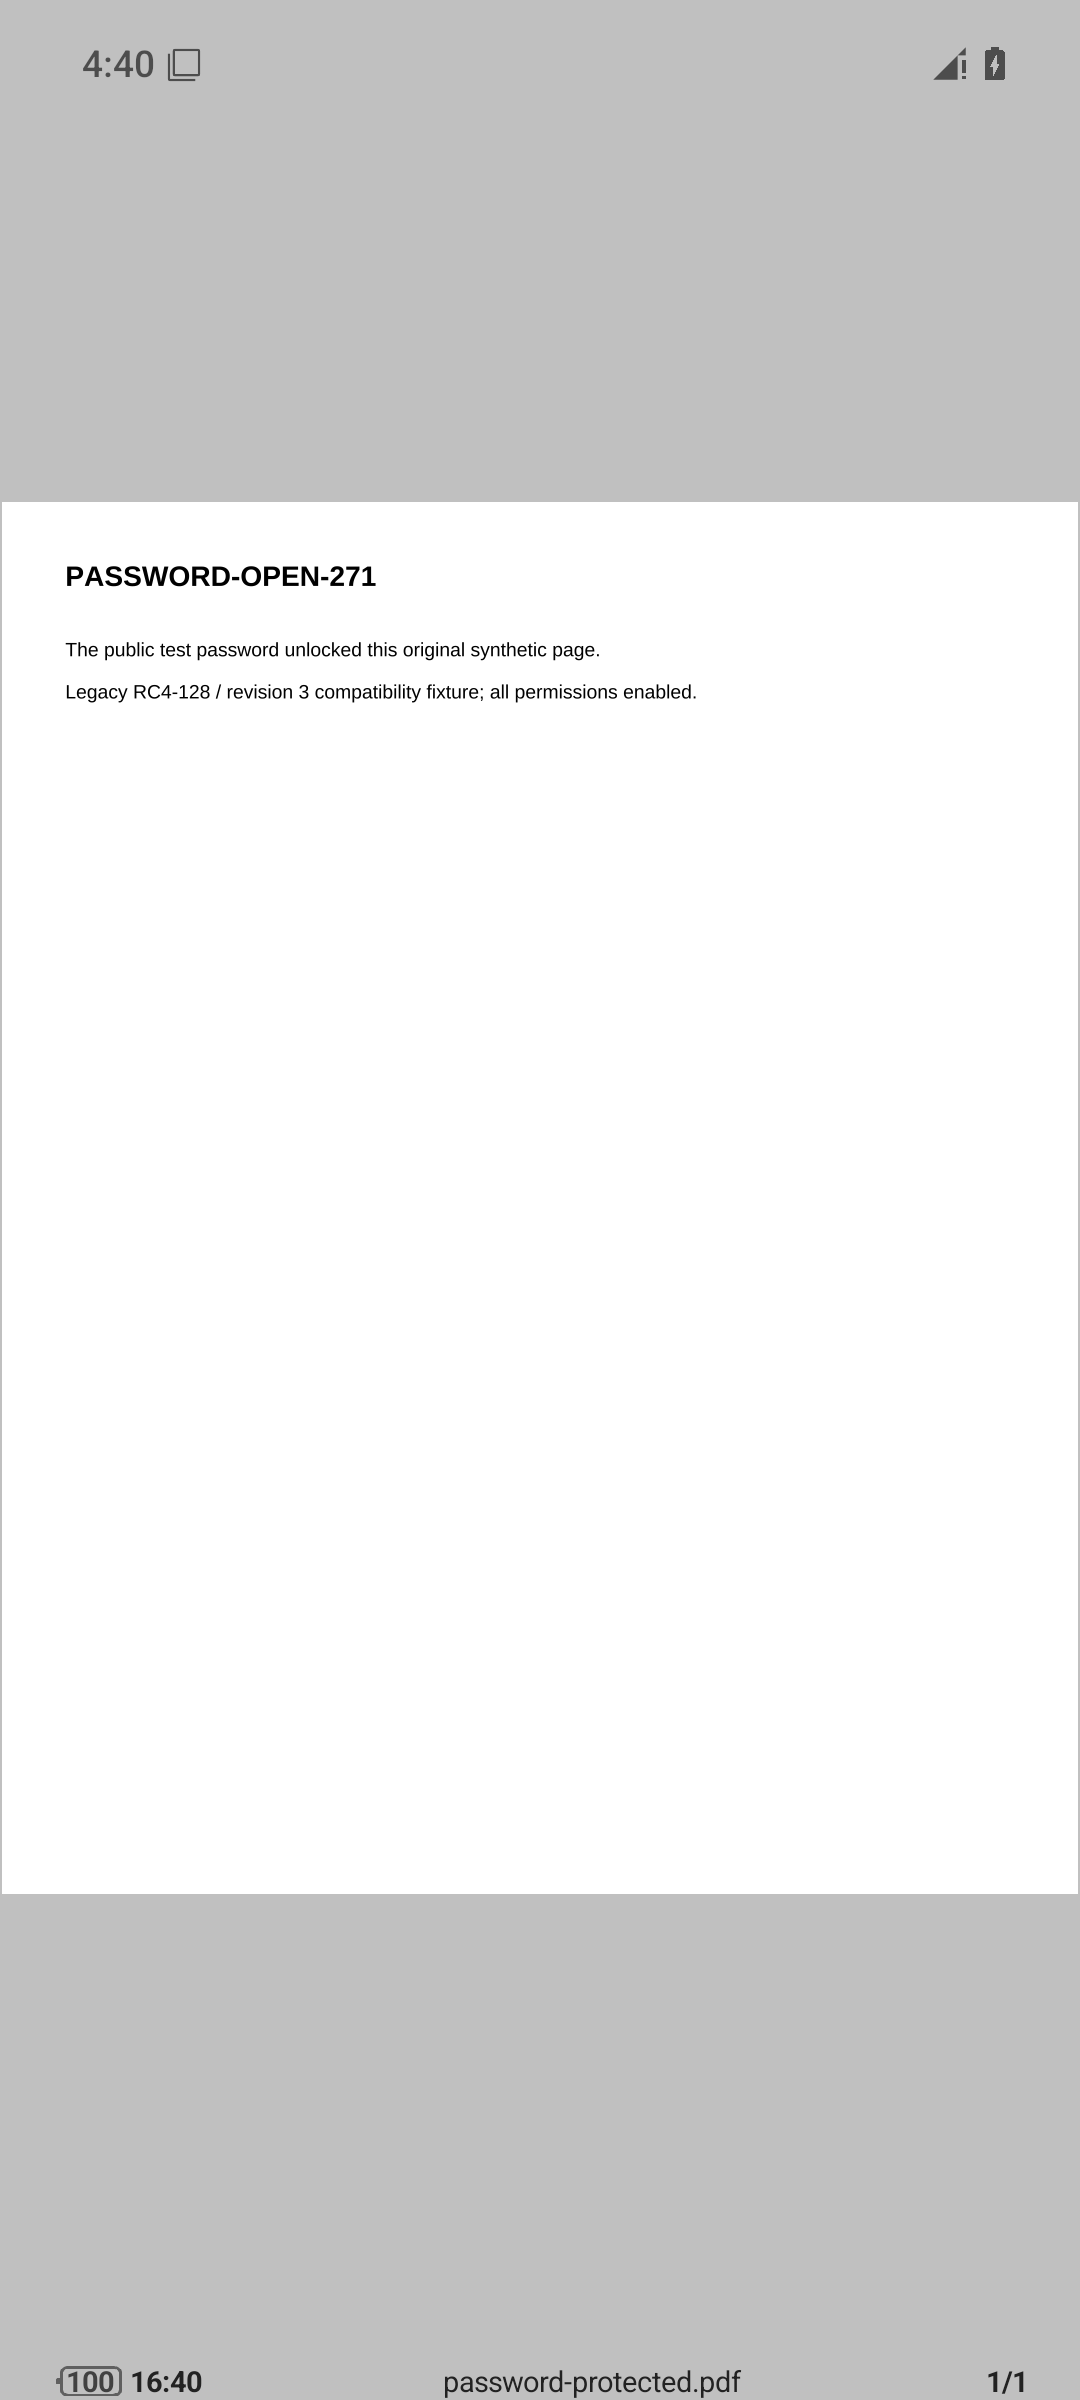 4:40
PASSWORD-OPEN-271
The public test password unlocked this original synthetic page.
Legacy RC4-128 / revision 3 compatibility fixture; all permissions enabled.
100 16:40 password-protected.pdf 1/1